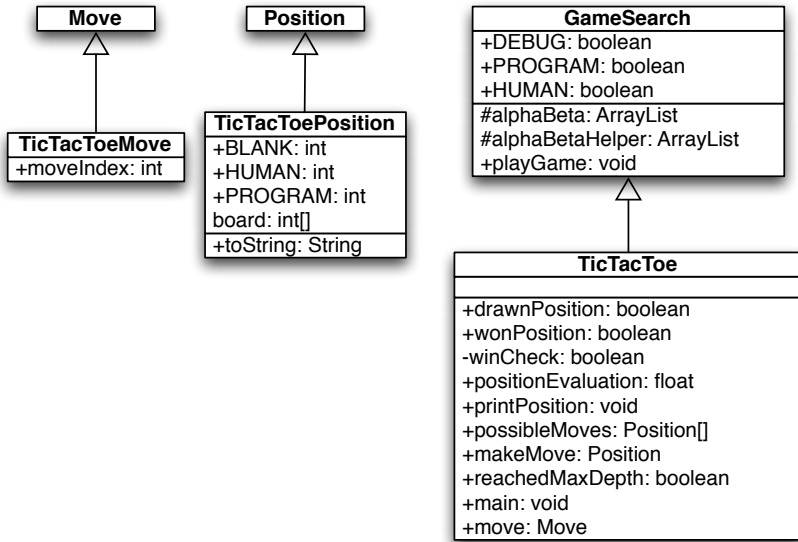 Move
TicTacToeMove
+moveIndex: int
Position
TicTacToePosition
+BLANK: int
+HUMAN: int
+PROGRAM: int
board: int[]
+toString: String
GameSearch
+DEBUG: boolean
+PROGRAM: boolean
+HUMAN: boolean
#alphaBeta: ArrayList
#alphaBetaHelper: ArrayList
+playGame: void
TicTacToe
+drawnPosition: boolean
+wonPosition: boolean
-winCheck: boolean
+positionEvaluation: float
+printPosition: void
+possibleMoves: Position[]
+makeMove: Position
+reachedMaxDepth: boolean
+main: void
+move: Move